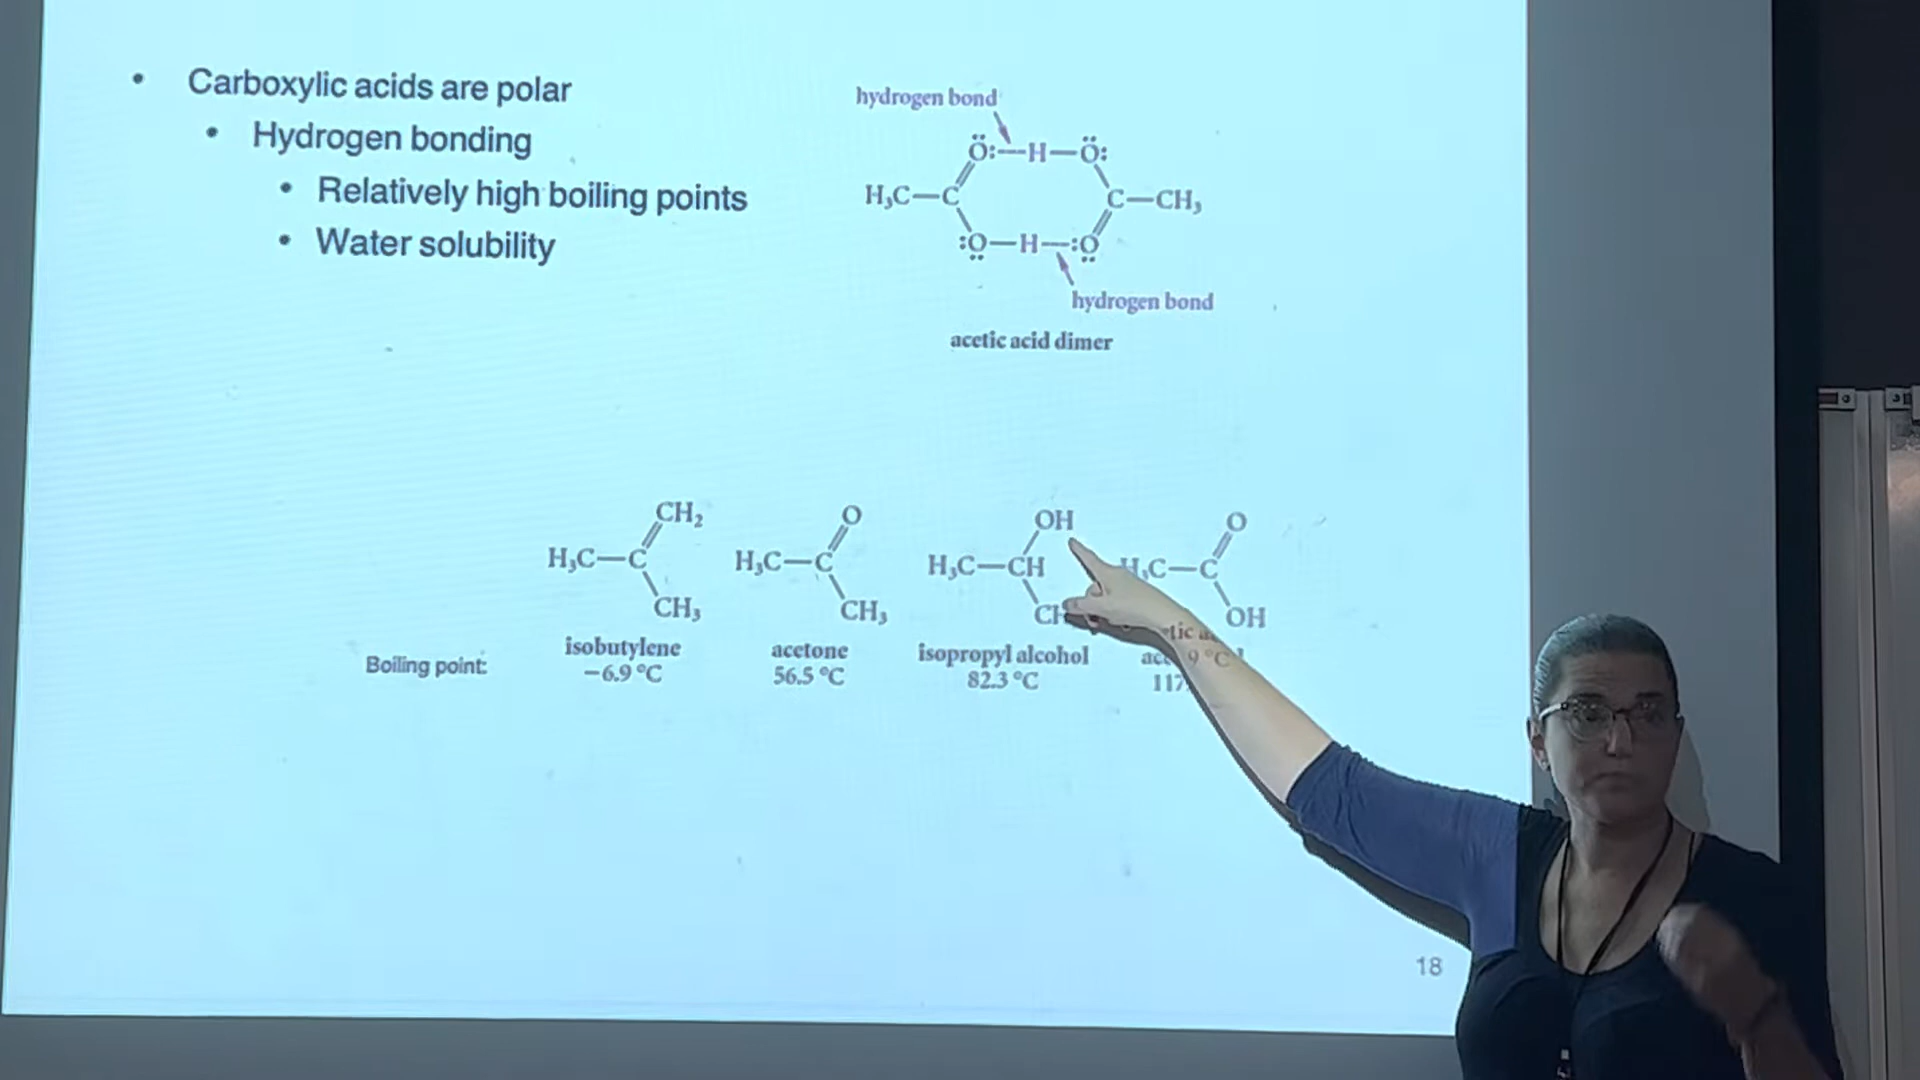 • Carboxylic acids are polar
• Hydrogen bonding
• Relatively high boiling points
• Water solubility
hydrogen bond
Ö:---H—Ö:
H₃C—C
C—CH₃
:O—H---:O
hydrogen bond
acetic acid dimer
CH₂
H₃C—C
CH₃
isobutylene
−6.9 °C
O
H₃C—C
CH₃
acetone
56.5 °C
OH
H₃C—CH
isopropyl alcohol
82.3 °C
O
H₃C—C
OH
Boiling point:
18